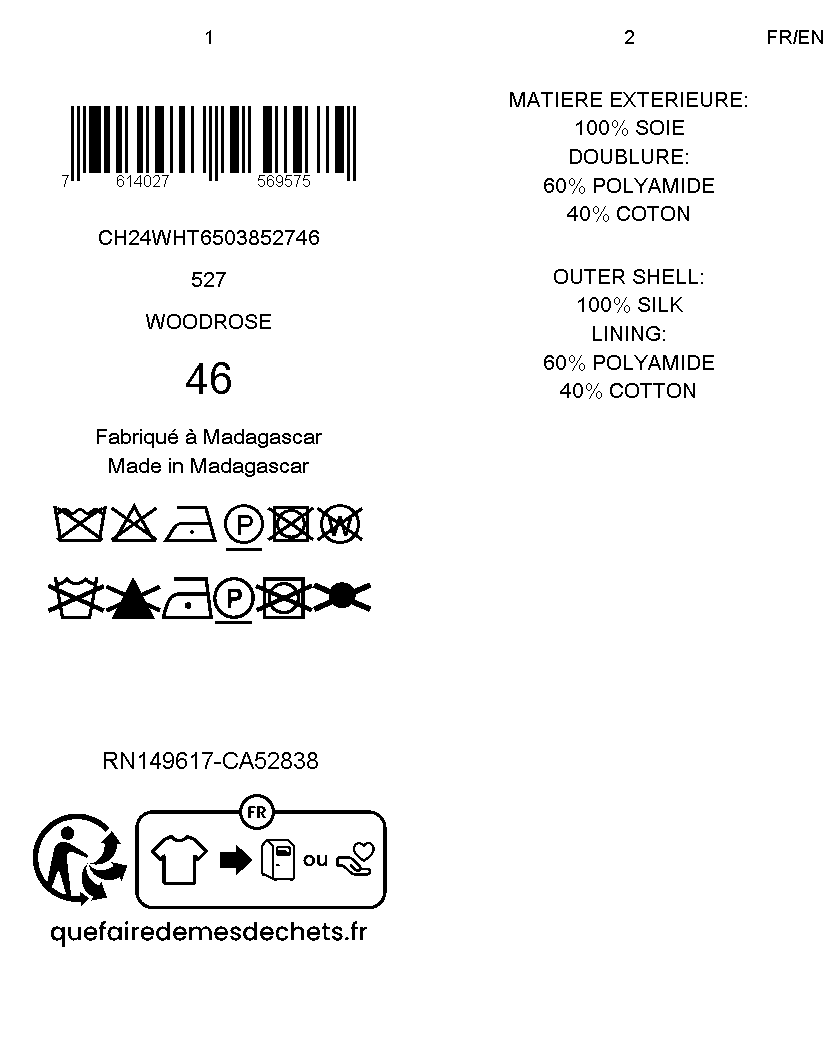 1
7 614027 569575
CH24WHT6503852746
527
WOODROSE
46
Fabriqué à Madagascar
Made in Madagascar
P W
P
RN149617-CA52838
FR
ou
quefairedemesdechets.fr
2
FR/EN
MATIERE EXTERIEURE:
100% SOIE
DOUBLURE:
60% POLYAMIDE
40% COTON
OUTER SHELL:
100% SILK
LINING:
60% POLYAMIDE
40% COTTON